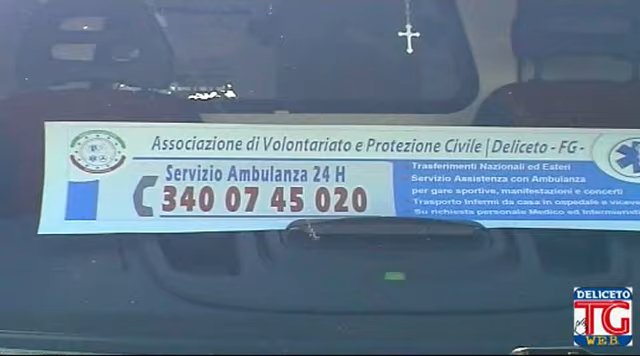 Associazione di Volontariato e Protezione Civile | Deliceto - FG -
Servizio Ambulanza 24 H
340 07 45 020
Trasferimenti Nazionali ed Esteri
Servizio Assistenza con Ambulanza
per gare sportive, manifestazioni e concerti
Trasporto Infermi da casa in ospedale e viceve
Su richiesta personale Medico ed Infermieristi
DELICETO
TG
WEB